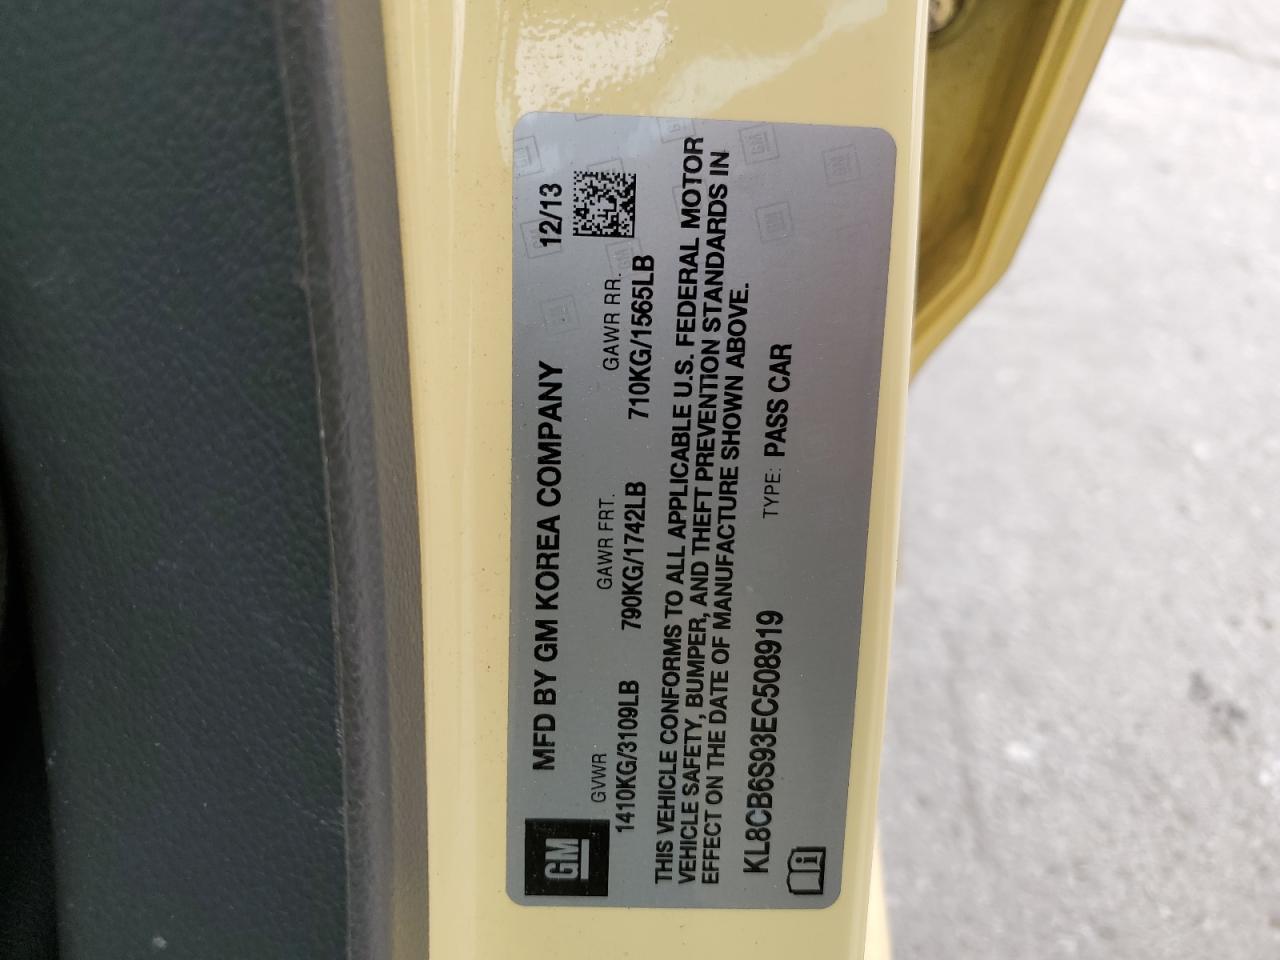 MFD BY GM KOREA COMPANY 12/13
GM
GVWR GAWR FRT. GAWR RR.
1410KG/3109LB 790KG/1742LB 710KG/1565LB
THIS VEHICLE CONFORMS TO ALL APPLICABLE U.S. FEDERAL MOTOR
VEHICLE SAFETY, BUMPER, AND THEFT PREVENTION STANDARDS IN
EFFECT ON THE DATE OF MANUFACTURE SHOWN ABOVE.
KL8CB6S93EC508919 TYPE: PASS CAR